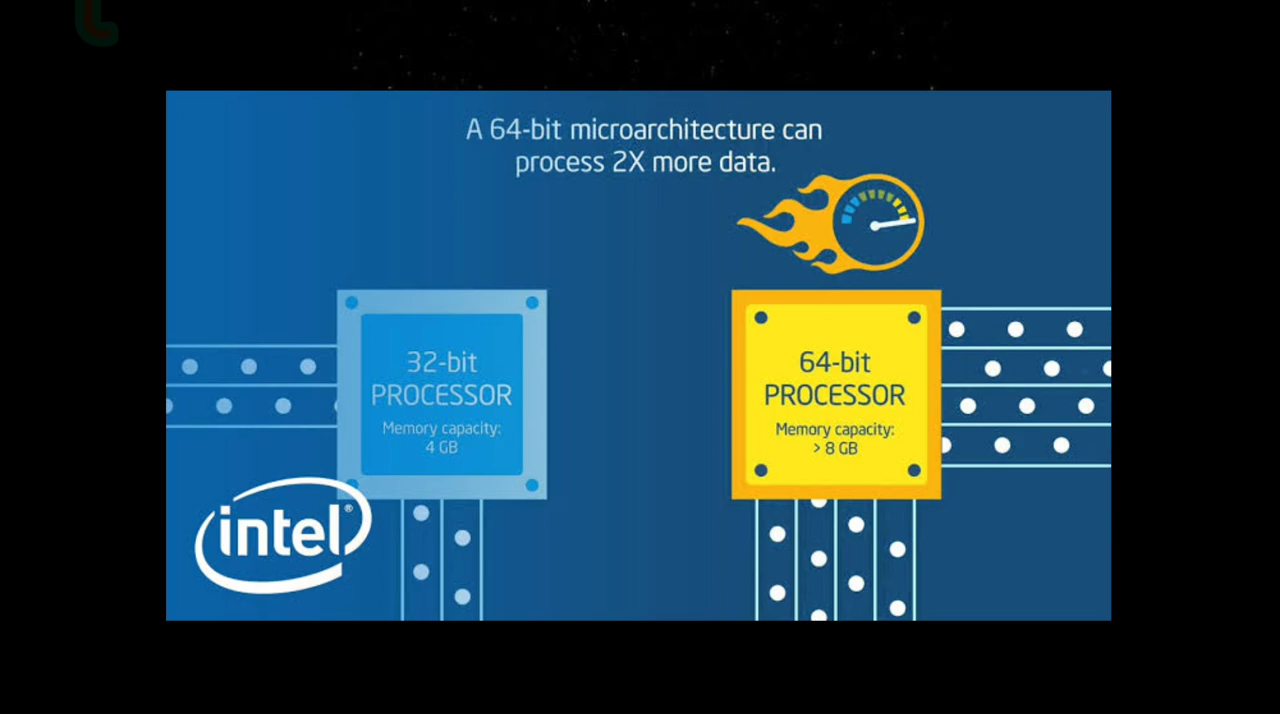 A 64-bit microarchitecture can
process 2X more data.
32-bit
PROCESSOR
Memory capacity:
4 GB
64-bit
PROCESSOR
Memory capacity:
> 8 GB
intel®